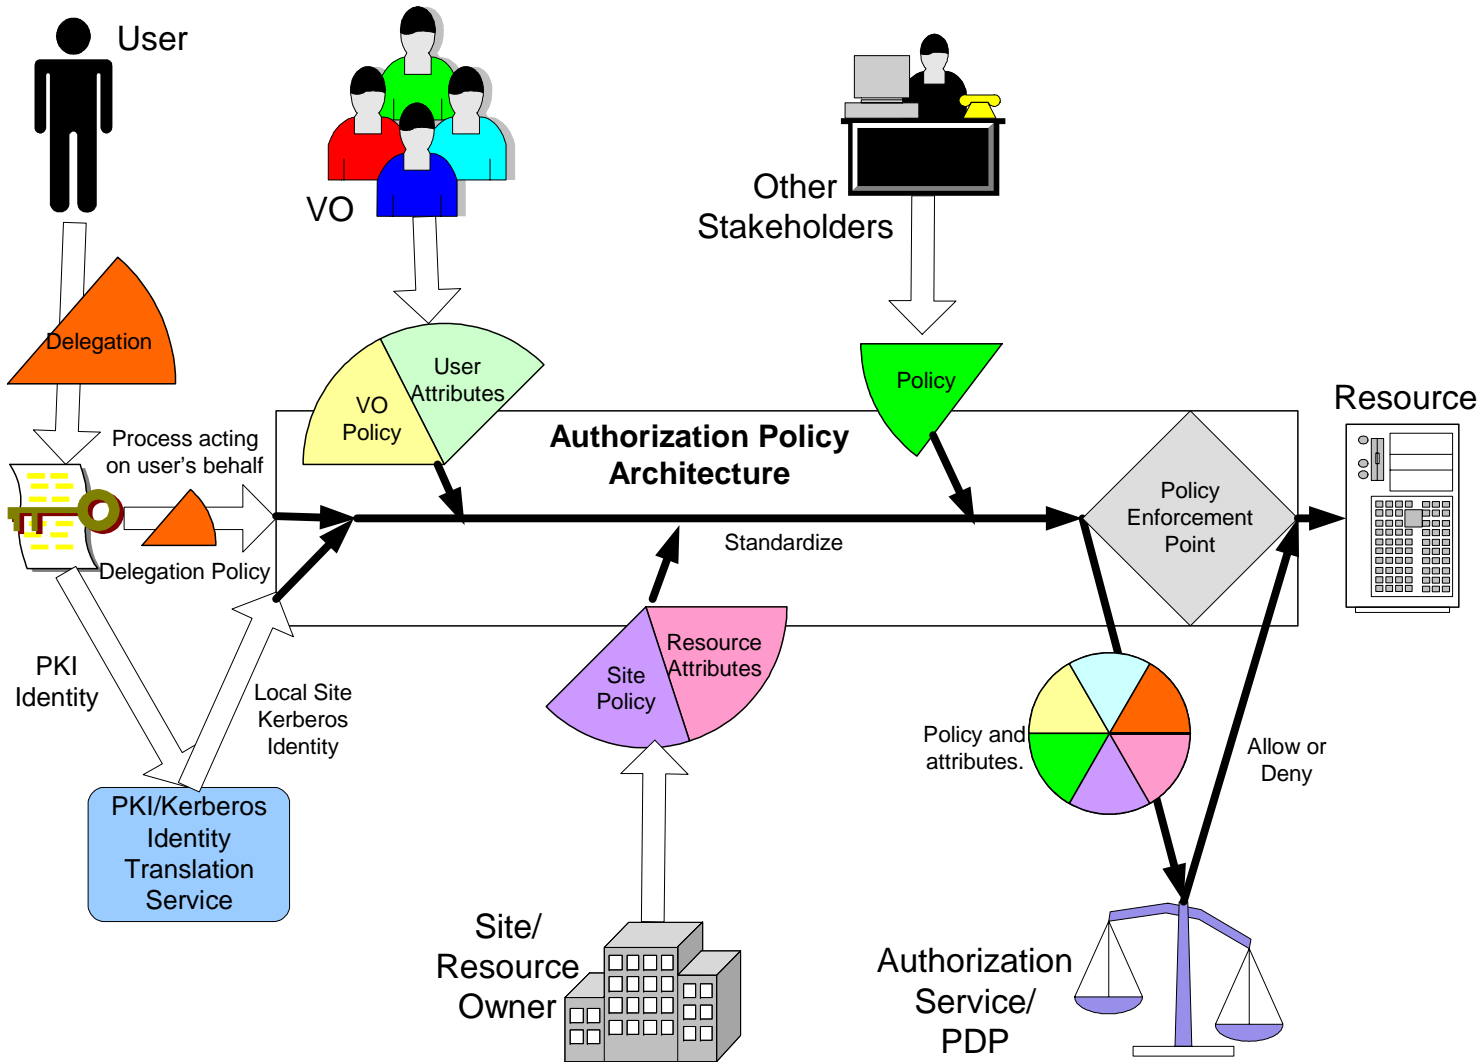 User
VO
Other
Stakeholders
Delegation
User
Attributes
VO
Policy
Policy
Resource
Process acting
on user's behalf
Authorization Policy
Architecture
Policy
Enforcement
Point
Standardize
Delegation Policy
PKI
Identity
Local Site
Kerberos
Identity
Site
Policy
Resource
Attributes
Policy and
attributes.
Allow or
Deny
PKI/Kerberos
Identity
Translation
Service
Site/
Resource
Owner
Authorization
Service/
PDP